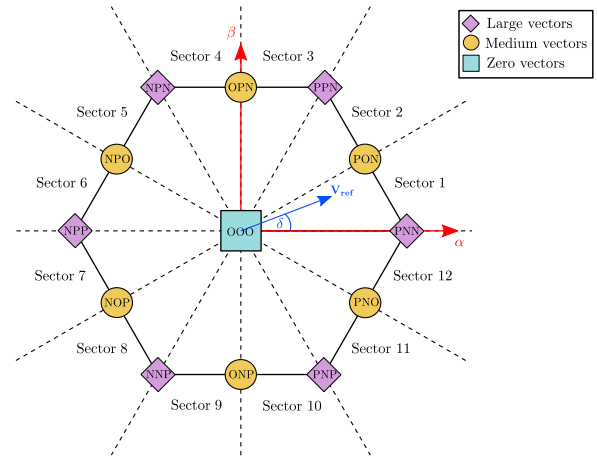 Large vectors
Medium vectors
Zero vectors
β
Sector 4
Sector 3
NPN
OPN
PPN
Sector 5
Sector 2
NPO
PON
Sector 6
Sector 1
V_ref
δ
NPP
OOO
PNN
α
Sector 7
Sector 12
NOP
PNO
Sector 8
Sector 11
NNP
ONP
PNP
Sector 9
Sector 10